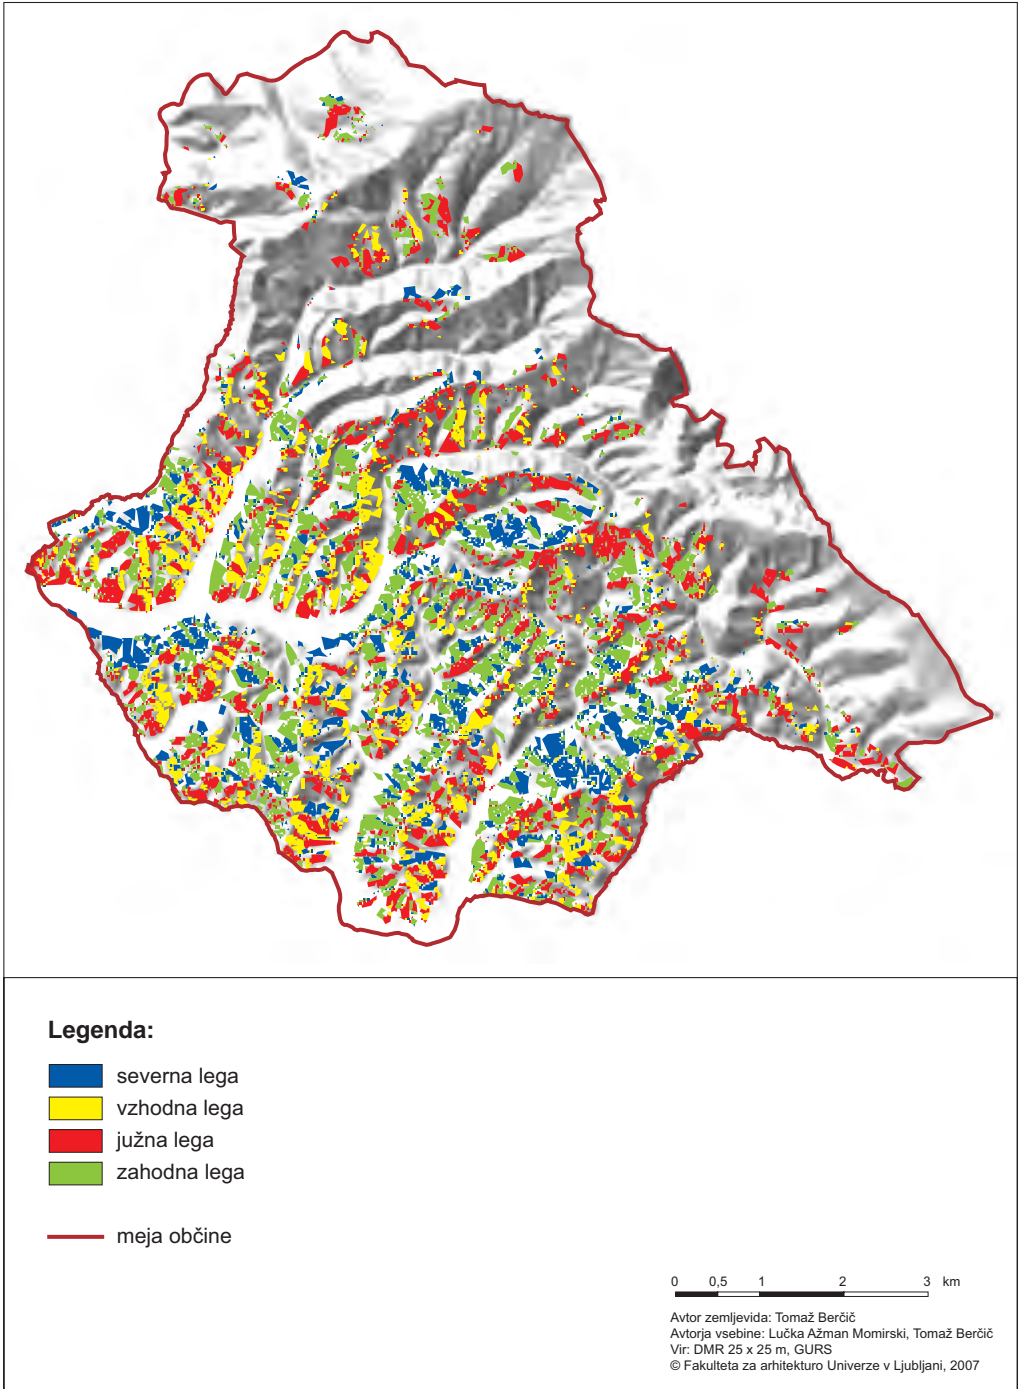 Legenda:
severna lega
vzhodna lega
južna lega
zahodna lega
meja občine
0 0,5 1 2 3 km
Avtor zemljevida: Tomaž Berčič
Avtorja vsebine: Lučka Ažman Momirski, Tomaž Berčič
Vir: DMR 25 x 25 m, GURS
© Fakulteta za arhitekturo Univerze v Ljubljani, 2007